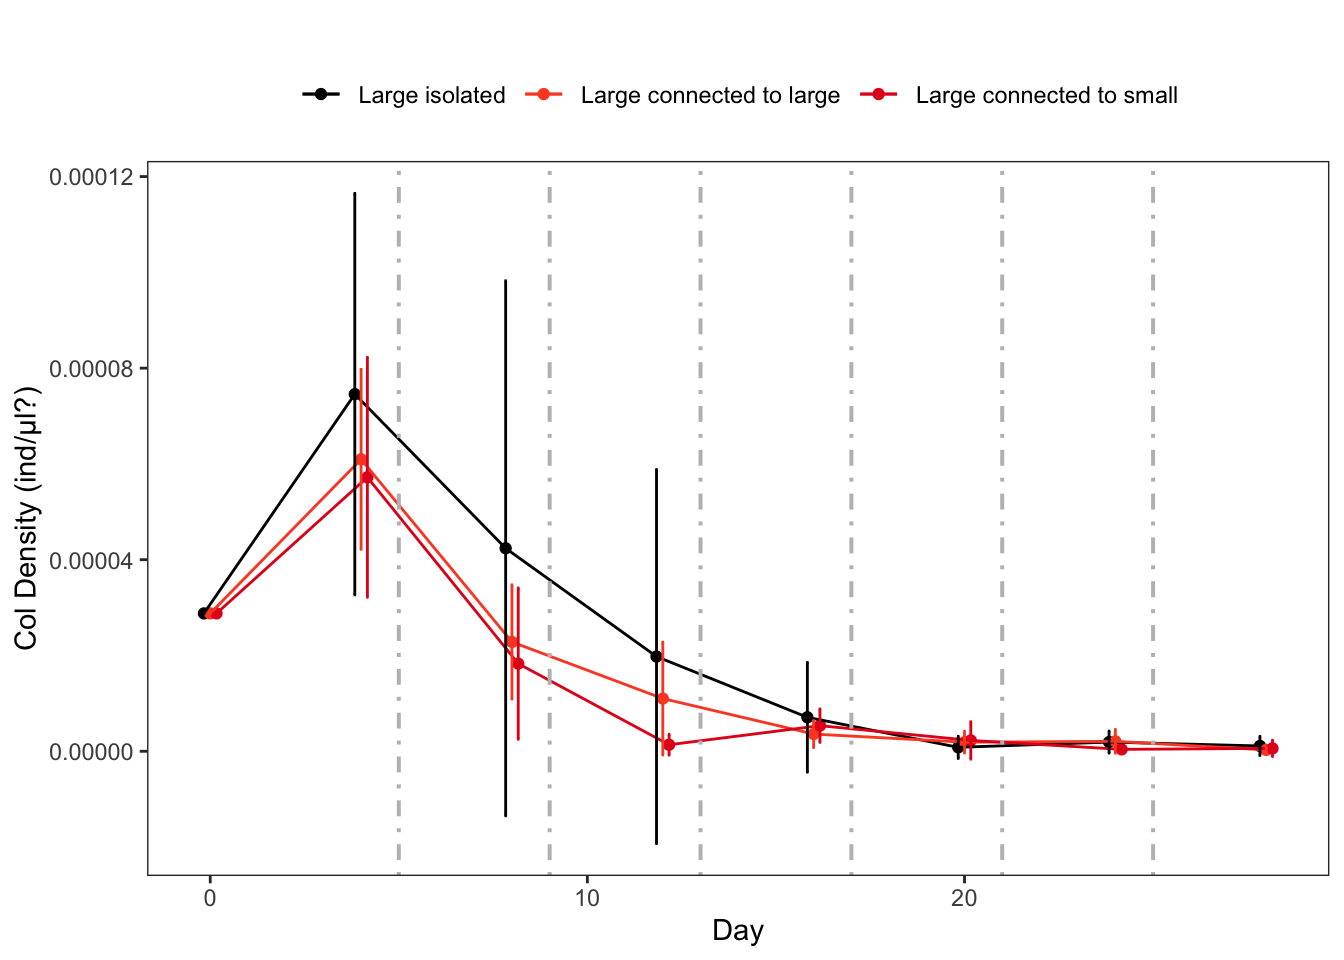 Large isolated Large connected to large Large connected to small
0.00012
0.00008
0.00004
0.00000
Col Density (ind/µl?)
0 10 20
Day